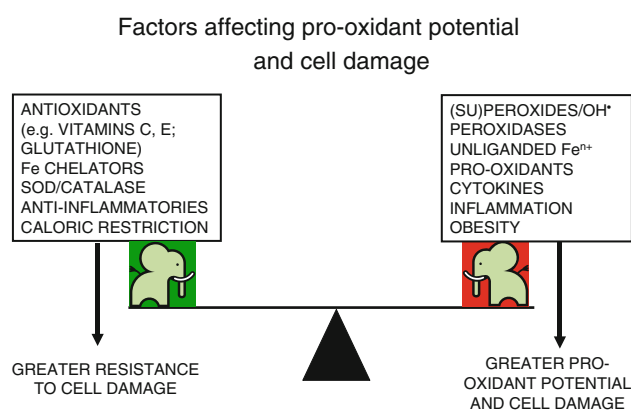 Factors affecting pro-oxidant potential
and cell damage
ANTIOXIDANTS
(e.g. VITAMINS C, E;
GLUTATHIONE)
Fe CHELATORS
SOD/CATALASE
ANTI-INFLAMMATORIES
CALORIC RESTRICTION
(SU)PEROXIDES/OH•
PEROXIDASES
UNLIGANDED Feⁿ⁺
PRO-OXIDANTS
CYTOKINES
INFLAMMATION
OBESITY
GREATER RESISTANCE
TO CELL DAMAGE
GREATER PRO-
OXIDANT POTENTIAL
AND CELL DAMAGE